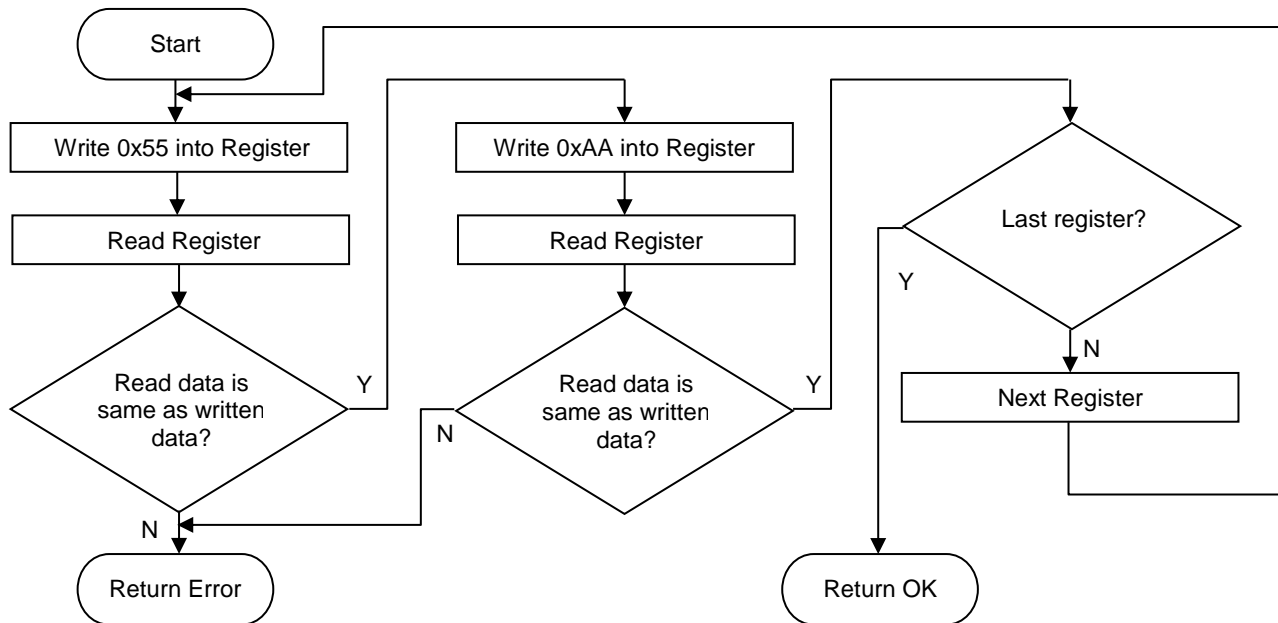 Start
Write 0x55 into Register
Read Register
Read data is
same as written
data?
Y
N
Return Error
Write 0xAA into Register
Read Register
Read data is
same as written
data?
Y
N
Last register?
Y
N
Next Register
Return OK